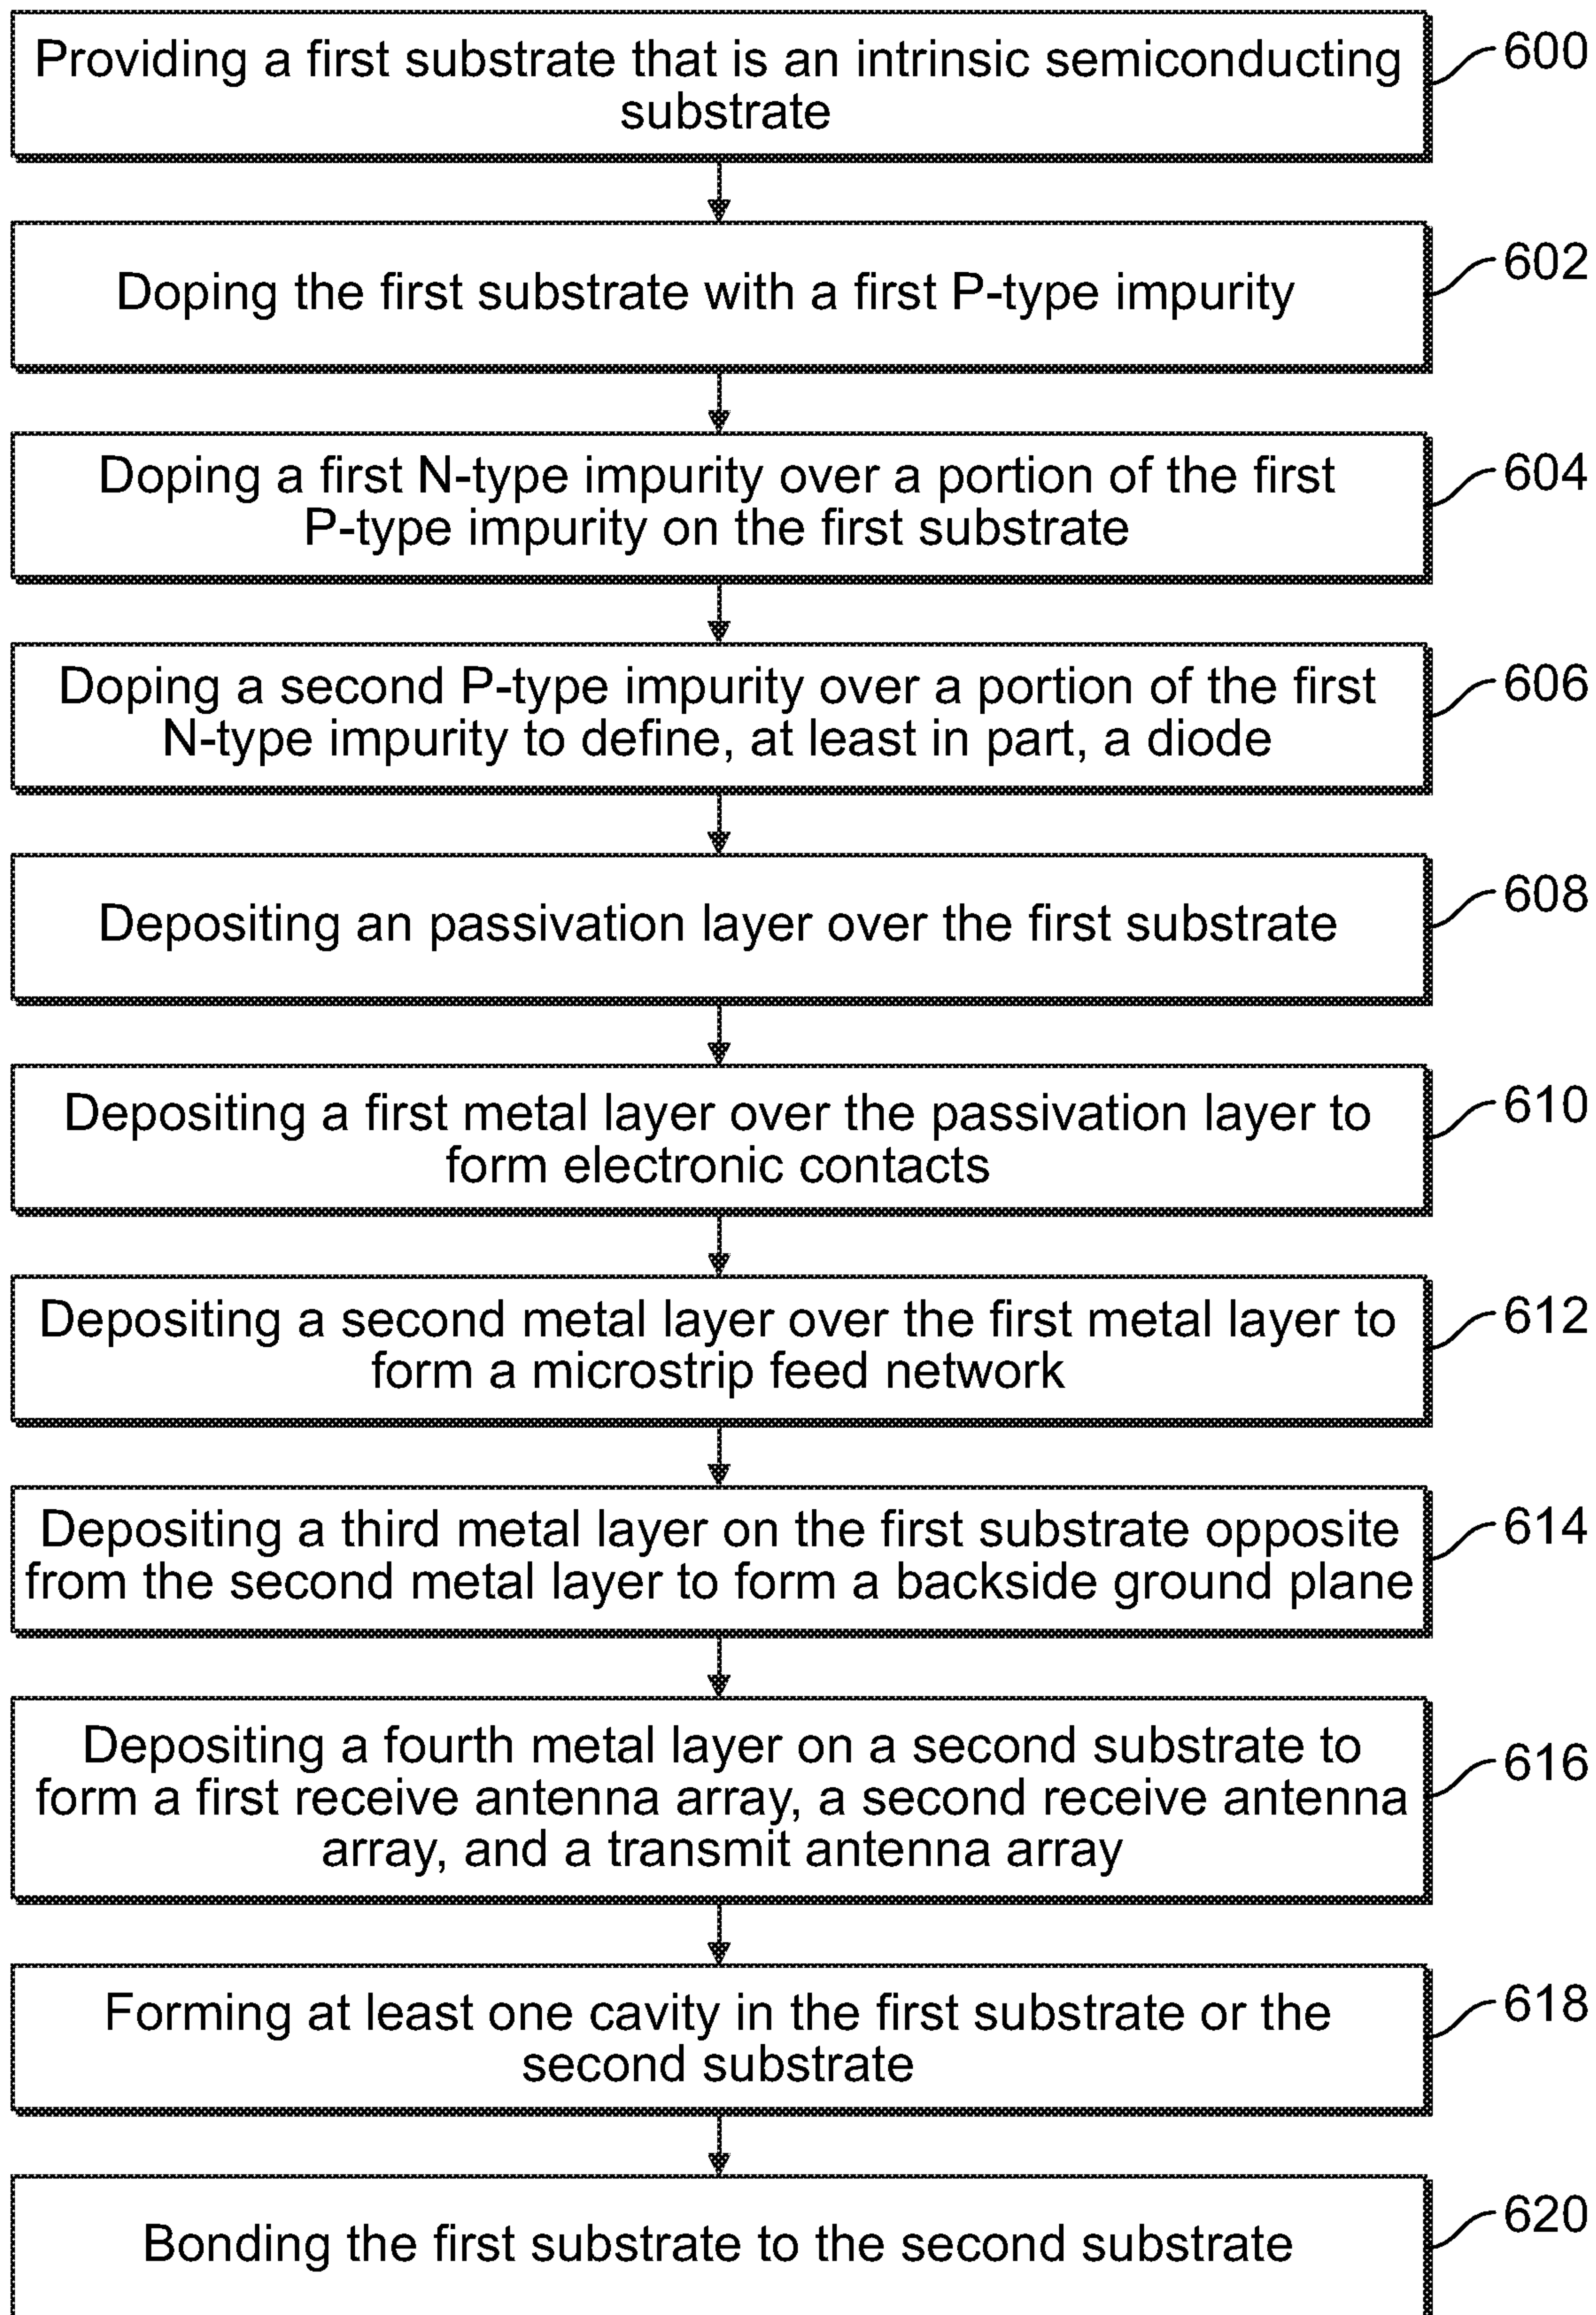 Providing a first substrate that is an intrinsic semiconducting
substrate
600
Doping the first substrate with a first P-type impurity
602
Doping a first N-type impurity over a portion of the first
P-type impurity on the first substrate
604
Doping a second P-type impurity over a portion of the first
N-type impurity to define, at least in part, a diode
606
Depositing an passivation layer over the first substrate
608
Depositing a first metal layer over the passivation layer to
form electronic contacts
610
Depositing a second metal layer over the first metal layer to
form a microstrip feed network
612
Depositing a third metal layer on the first substrate opposite
from the second metal layer to form a backside ground plane
614
Depositing a fourth metal layer on a second substrate to
form a first receive antenna array, a second receive antenna
array, and a transmit antenna array
616
Forming at least one cavity in the first substrate or the
second substrate
618
Bonding the first substrate to the second substrate
620